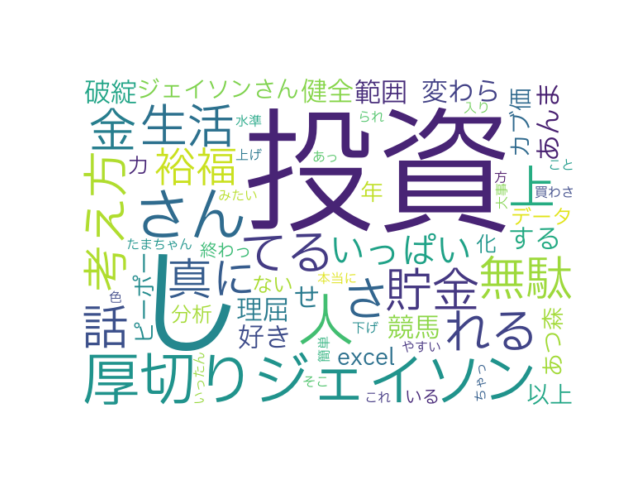 破綻 ジェイソンさん 健全 範囲 変わら 入り
金 生活 水準 投資 られ カブ価 あんま
考え方 力 裕福 上げ あっ 年 上 方 大事 こと 買わさ
みたい さん データ
たまちゃん 終わっ てる いっぱい 化 する
ピーポー 真に ない せ さ 貯金 無駄
色 話 分析 理屈 本当に 人 下げ 競馬 れる あっ森
好き 簡単 やすい
し excel
厚切りジェイソン 以上
いったん そこ これ いる ちゃっ